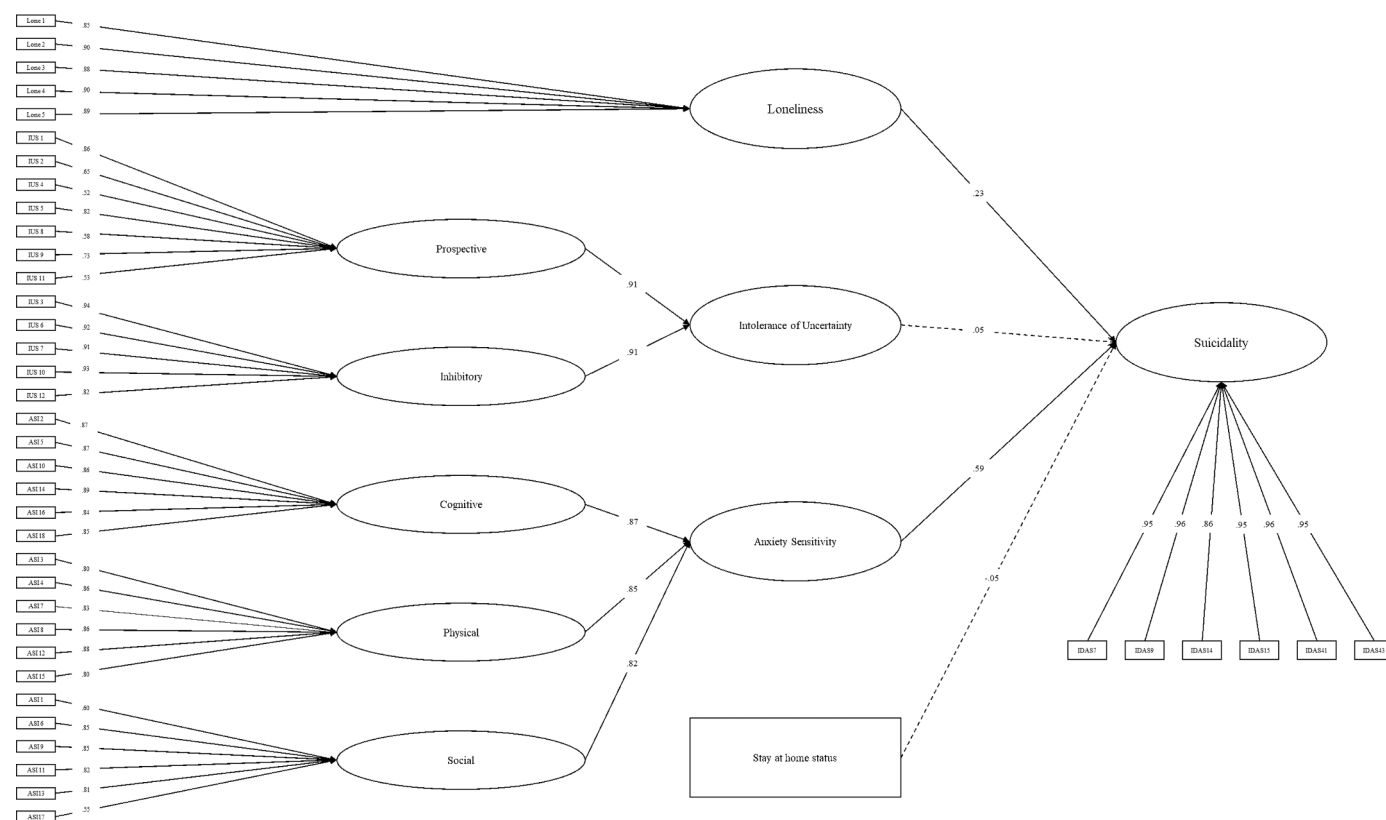 Lone 1
.85
Lone 2
.90
Lone 3
.88
Lone 4
.90
Lone 5
.89
IUS 1
.86
IUS 2
.65
IUS 4
.52
IUS 5
.82
IUS 8
.58
IUS 9
.73
IUS 11
.53
IUS 3
.94
IUS 6
.92
IUS 7
.91
IUS 10
.93
IUS 12
.82
ASI 2
.87
ASI 5
.87
ASI 10
.86
ASI 14
.89
ASI 16
.84
ASI 18
.85
ASI 3
.80
ASI 4
.86
ASI 7
.83
ASI 8
.86
ASI 12
.88
ASI 15
.80
ASI 1
.60
ASI 6
.85
ASI 9
.85
ASI 11
.82
ASI 13
.81
ASI 17
.55
Prospective
Inhibitory
Cognitive
Physical
Social
.91
.91
.87
.85
.82
Loneliness
Intolerance of Uncertainty
Anxiety Sensitivity
Stay at home status
.23
.05
.59
-.05
Suicidality
.95
.96
.86
.95
.96
.95
IDAS7
IDAS9
IDAS14
IDAS15
IDAS41
IDAS43